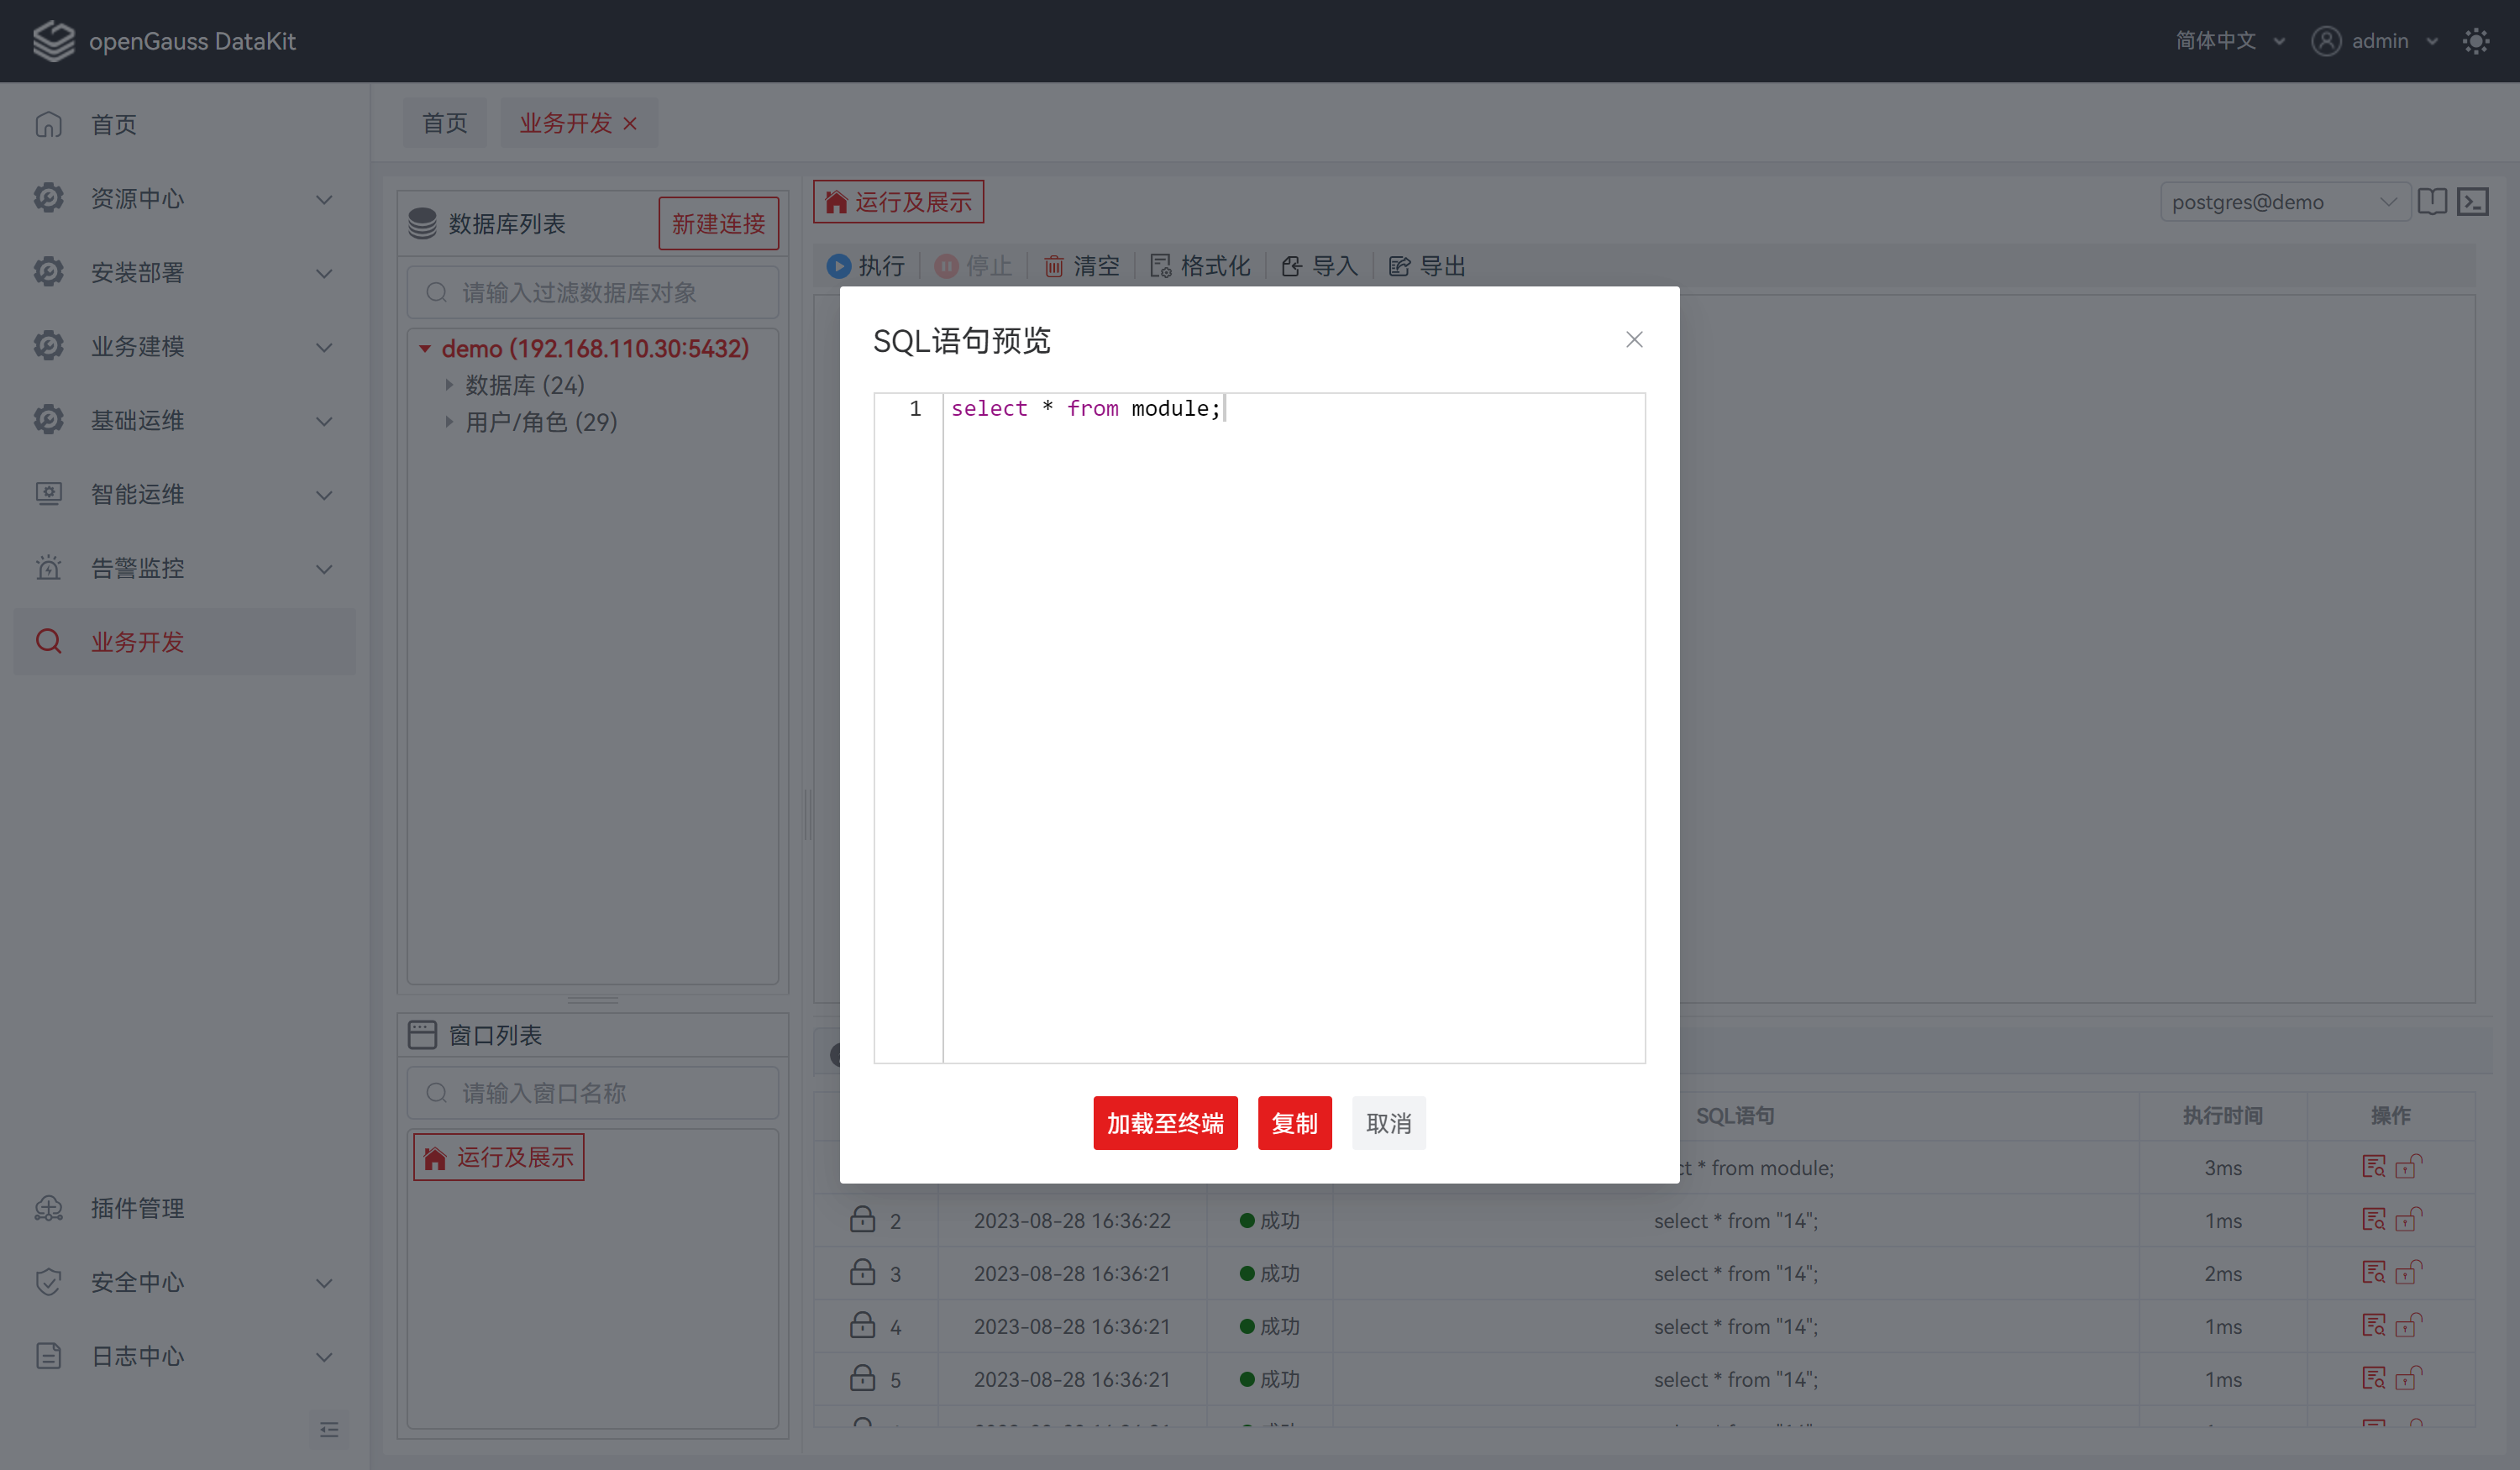 openGauss DataKit
简体中文
admin
首页
资源中心
安装部署
业务建模
基础运维
智能运维
告警监控
业务开发
插件管理
安全中心
日志中心
首页
业务开发
数据库列表
新建连接
请输入过滤数据库对象
demo (192.168.110.30:5432)
数据库 (24)
用户/角色 (29)
窗口列表
请输入窗口名称
运行及展示
运行及展示
postgres@demo
执行 停止 清空 格式化 导入 导出
SQL语句预览
1 select * from module;
加载至终端 复制 取消
SQL语句 执行时间 操作
* from module; 3ms
2 2023-08-28 16:36:22 成功 select * from "14"; 1ms
3 2023-08-28 16:36:21 成功 select * from "14"; 2ms
4 2023-08-28 16:36:21 成功 select * from "14"; 1ms
5 2023-08-28 16:36:21 成功 select * from "14"; 1ms